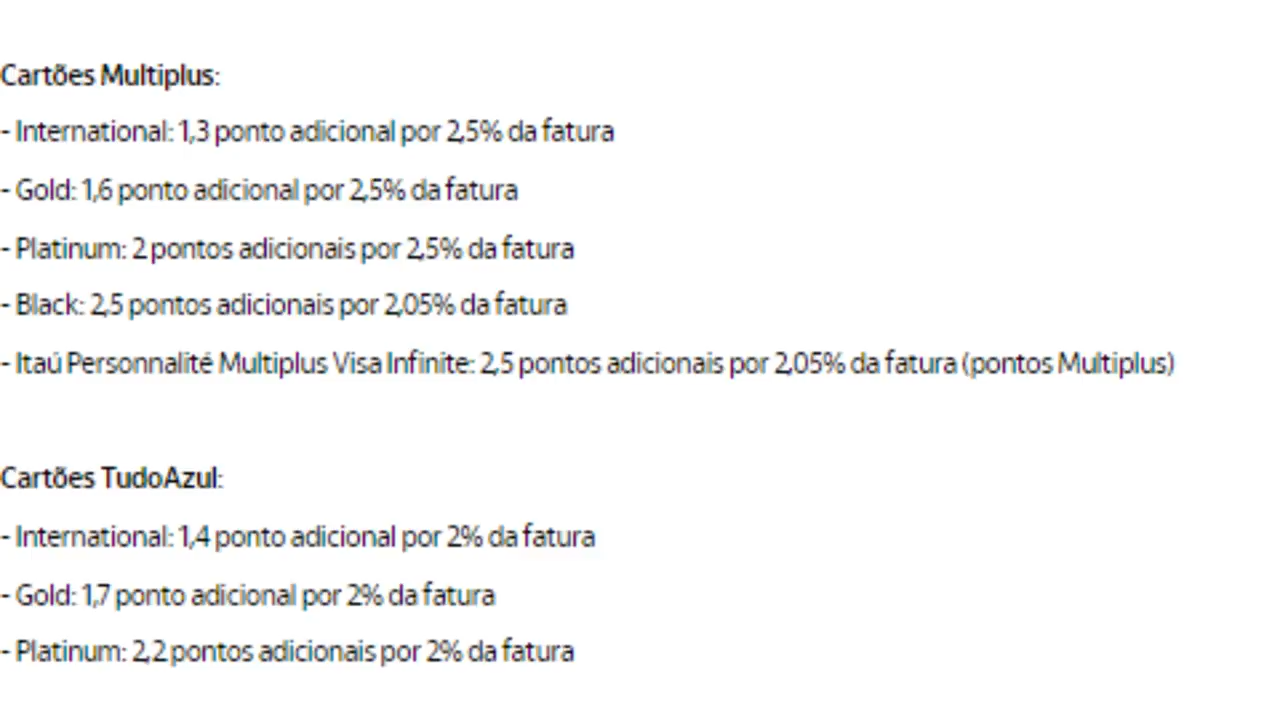 Cartões Multiplus:
- International: 1,3 ponto adicional por 2,5% da fatura
- Gold: 1,6 ponto adicional por 2,5% da fatura
- Platinum: 2 pontos adicionais por 2,5% da fatura
- Black: 2,5 pontos adicionais por 2,05% da fatura
- Itaú Personnalité Multiplus Visa Infinite: 2,5 pontos adicionais por 2,05% da fatura (pontos Multiplus)
Cartões TudoAzul:
- International: 1,4 ponto adicional por 2% da fatura
- Gold: 1,7 ponto adicional por 2% da fatura
- Platinum: 2,2 pontos adicionais por 2% da fatura